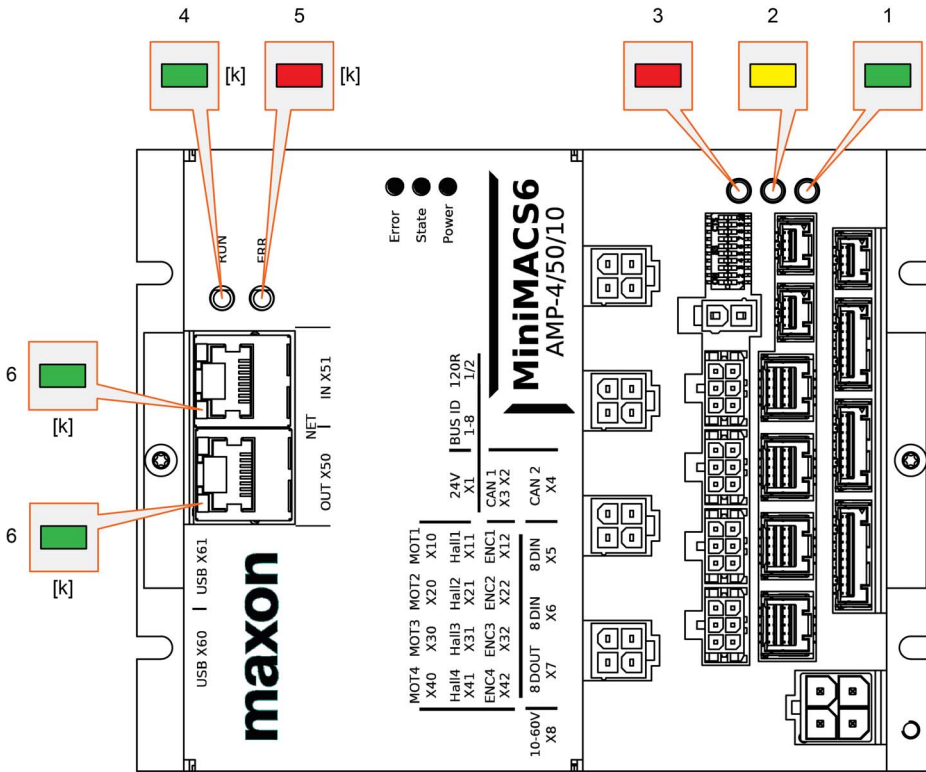 4
5
3
2
1
[k]
[k]
RUN
ERR
Error
State
Power
MiniMACS6
AMP-4/50/10
6
[k]
6
[k]
IN X51
NET
OUT X50
USB X61
USB X60
maxon
120R
1/2
BUS ID
1-8
24V
X1
CAN 1
X3 X2
CAN 2
X4
MOT1
X10
Hall1
X11
ENC1
X12
8DIN
X5
MOT2
X20
Hall2
X21
ENC2
X22
8DIN
X6
MOT3
X30
Hall3
X31
ENC3
X32
8DOUT
X7
MOT4
X40
Hall4
X41
ENC4
X42
10-60V
X8